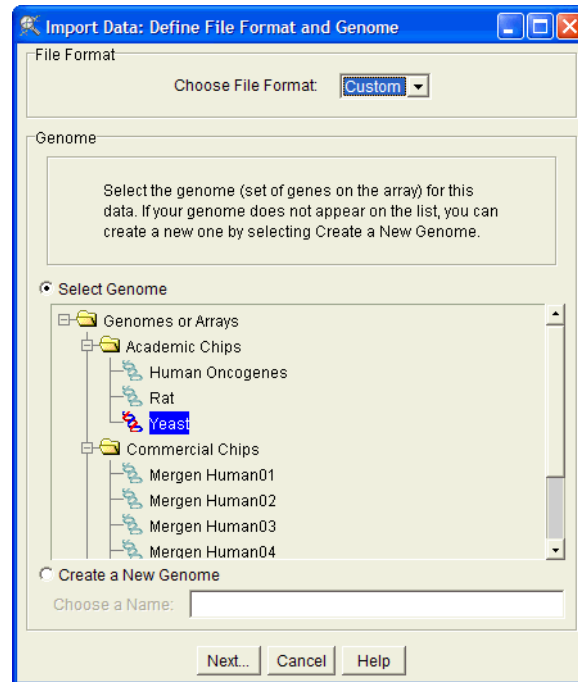 Import Data: Define File Format and Genome
File Format
Choose File Format: Custom
Genome
Select the genome (set of genes on the array) for this
data. If your genome does not appear on the list, you can
create a new one by selecting Create a New Genome.
Select Genome
Genomes or Arrays
Academic Chips
Human Oncogenes
Rat
Yeast
Commercial Chips
Mergen Human01
Mergen Human02
Mergen Human03
Mergen Human04
Create a New Genome
Choose a Name:
Next... Cancel Help